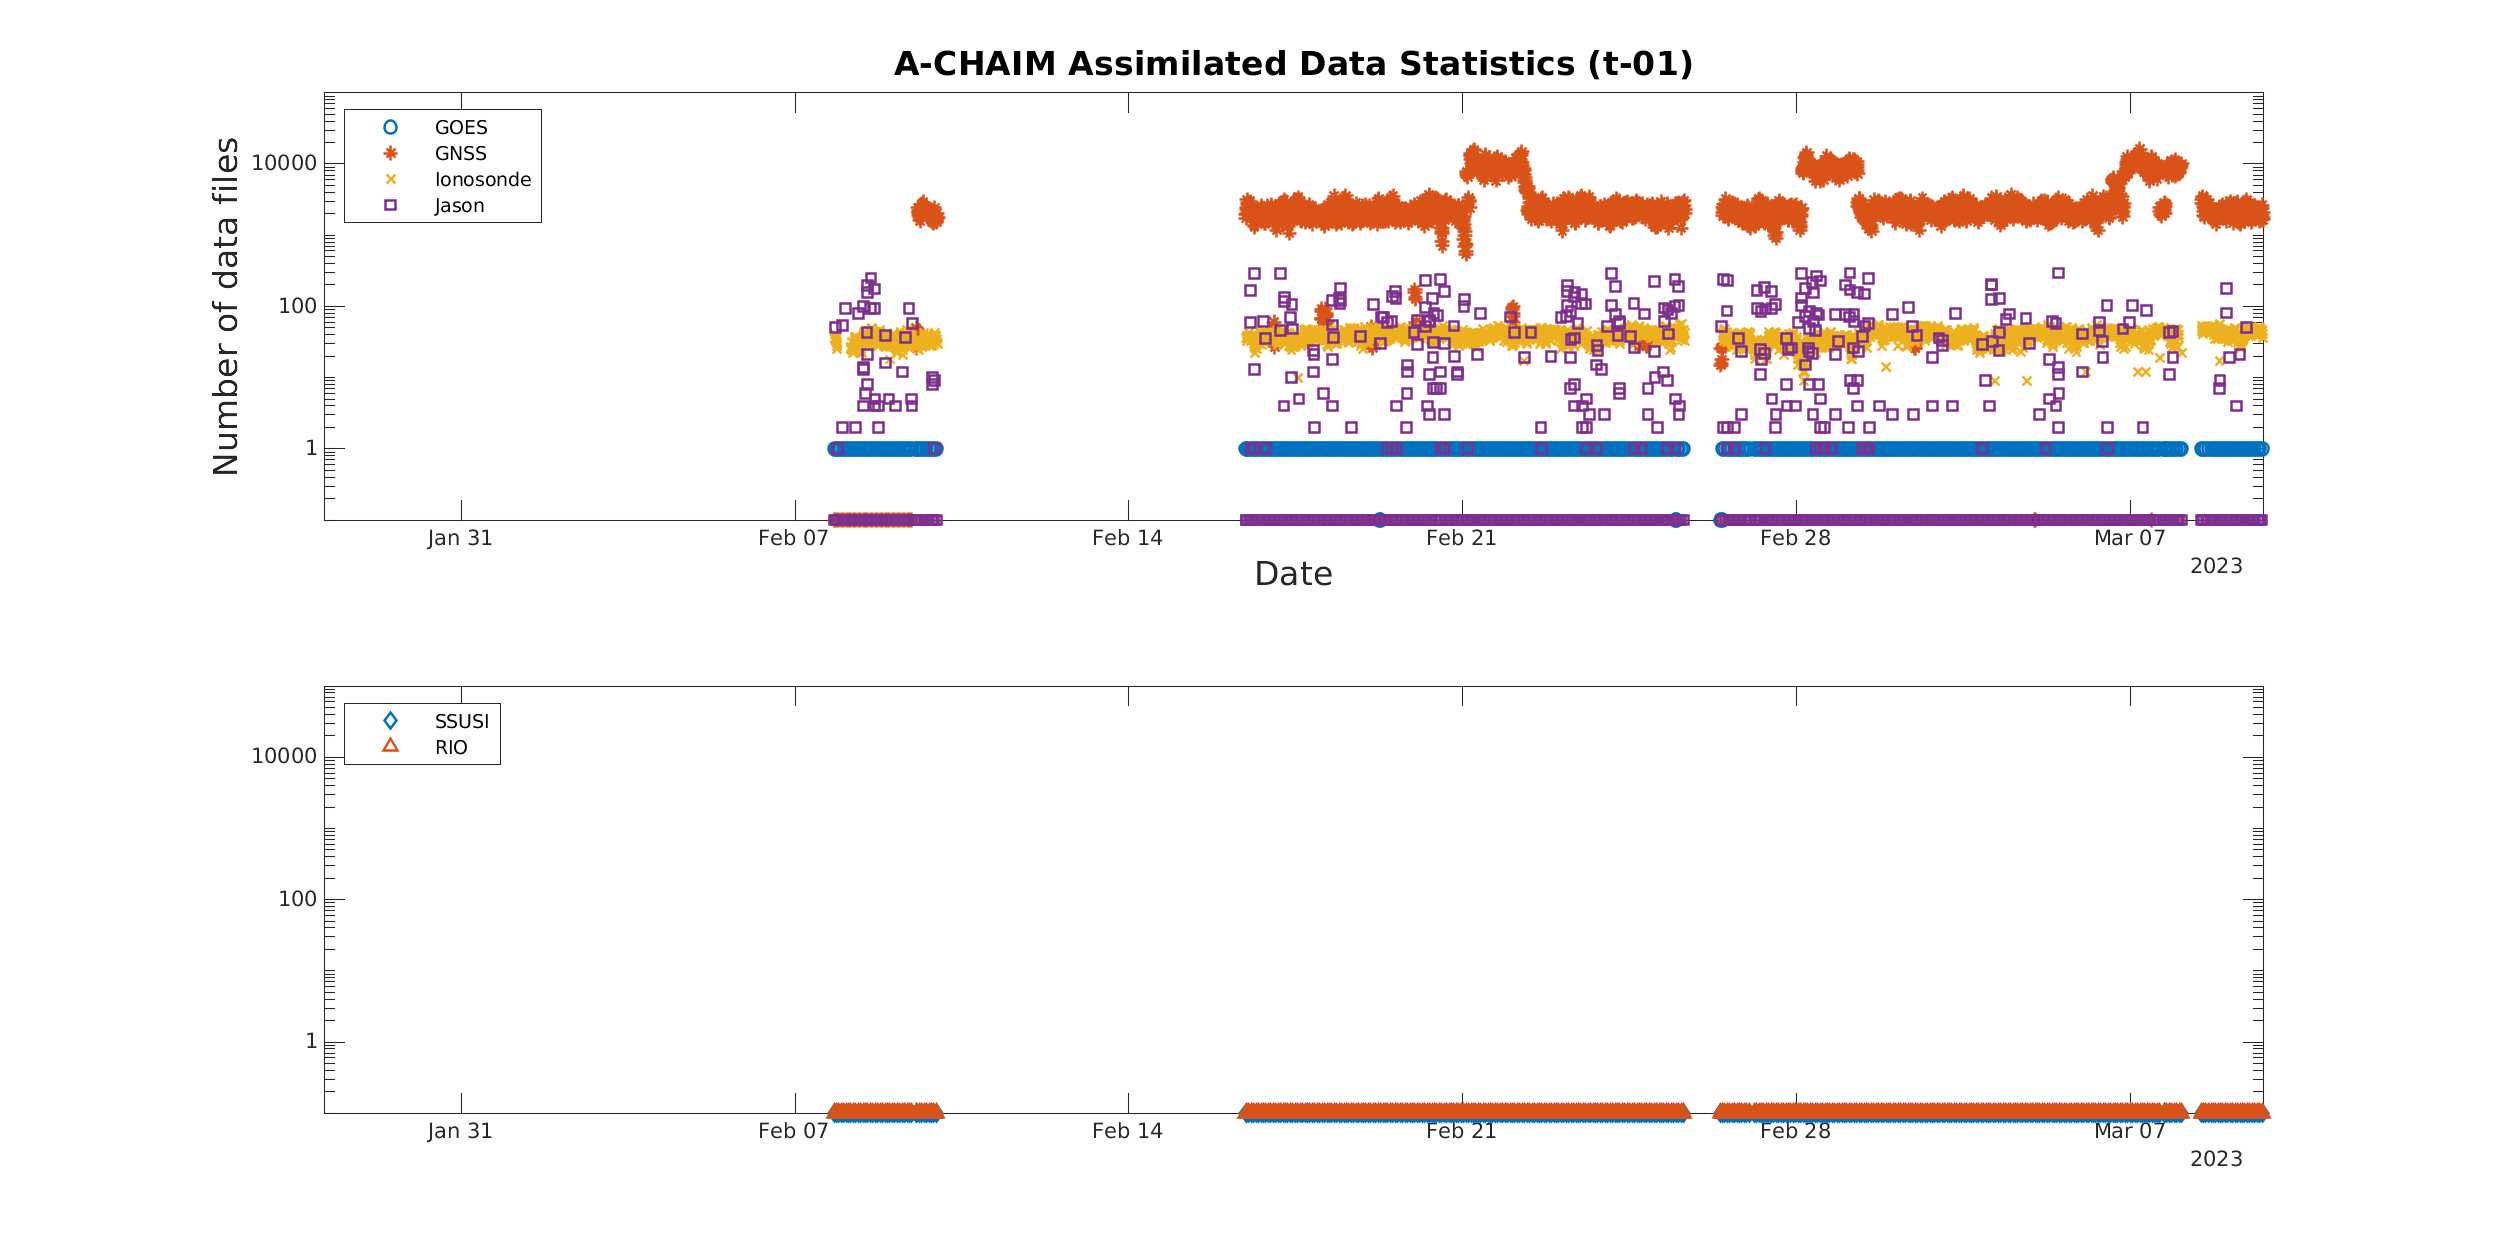 A-CHAIM Assimilated Data Statistics (t-01)
Number of data files
10000
100
1
GOES
GNSS
Ionosonde
Jason
Jan 31
Feb 07
Feb 14
Feb 21
Feb 28
Mar 07
2023
Date
10000
100
1
SSUSI
RIO
Jan 31
Feb 07
Feb 14
Feb 21
Feb 28
Mar 07
2023